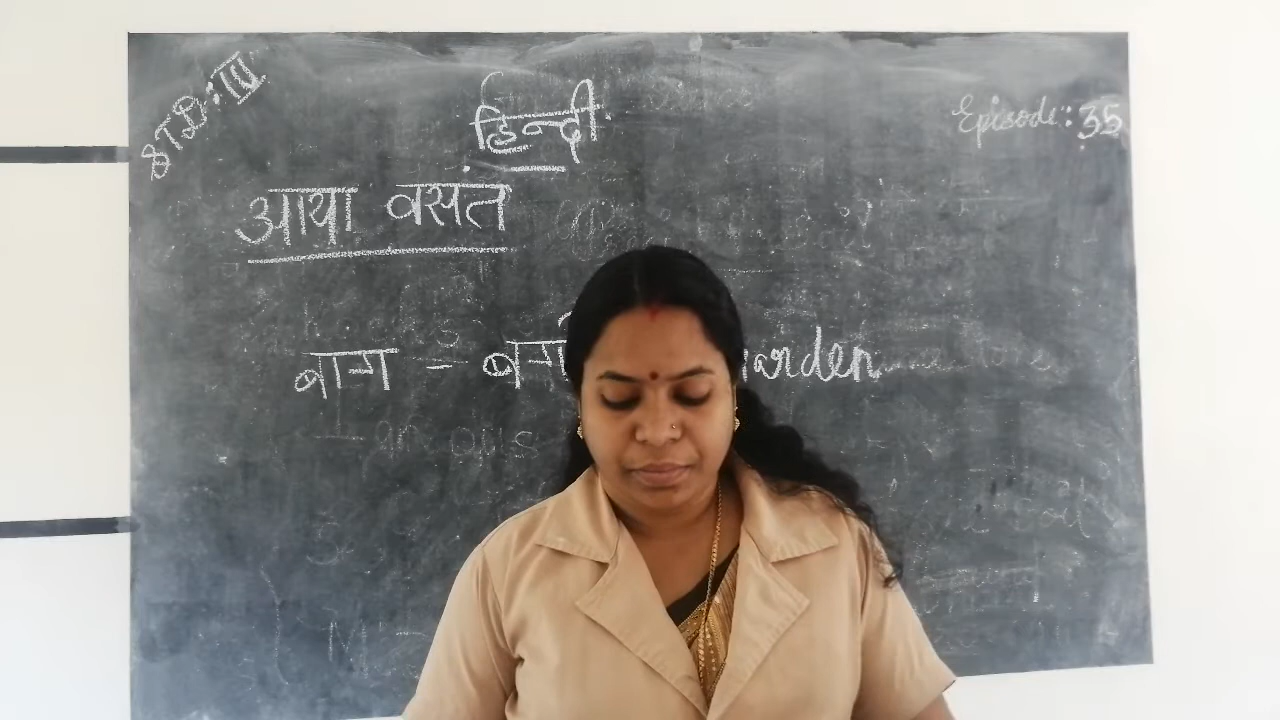 STD: III
हिन्दी
Episode: 35
आया वसंत
बाग = arden